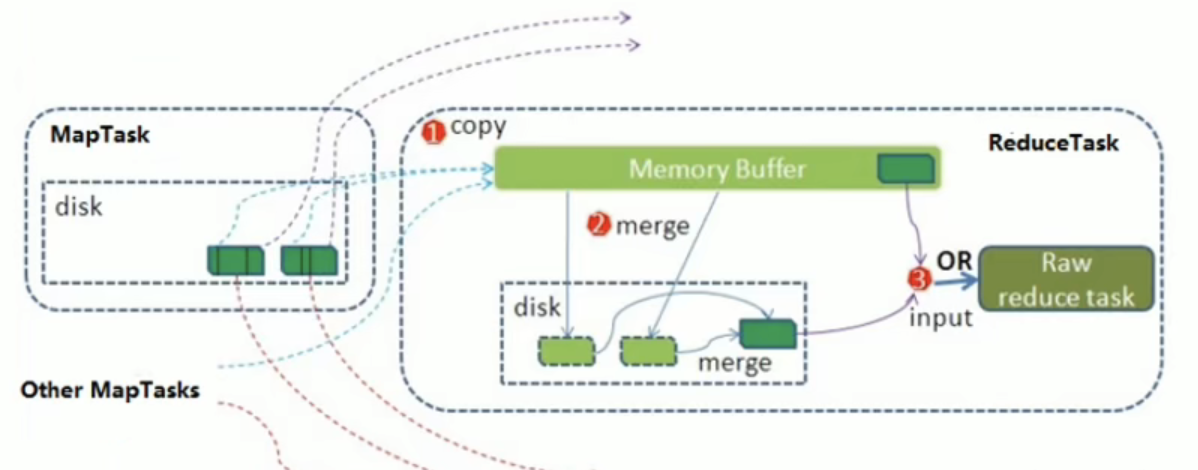 MapTask
disk
Other MapTasks
1 copy
ReduceTask
Memory Buffer
2 merge
disk
merge
3
OR
input
Raw
reduce task